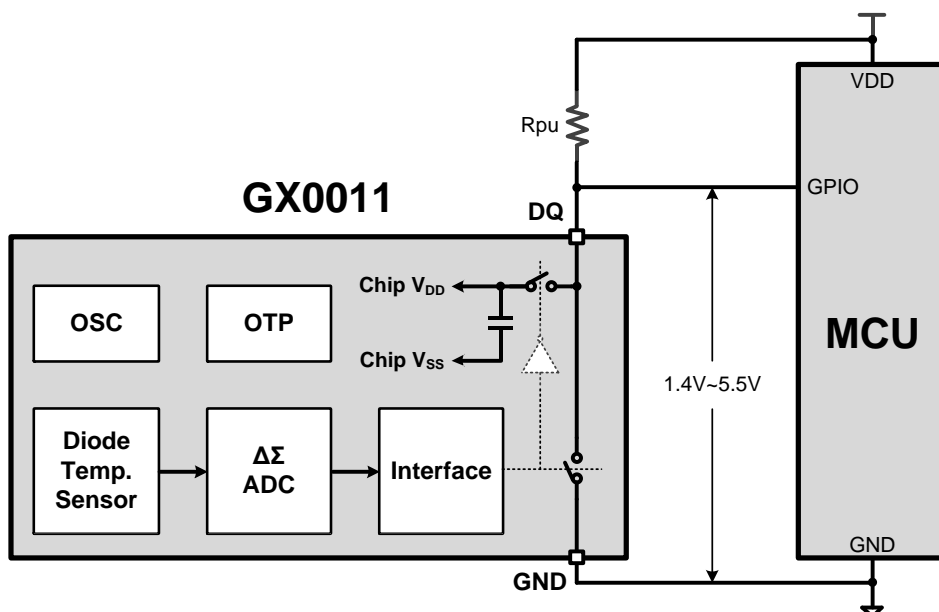 VDD
Rpu
GPIO
GX0011
DQ
Chip VDD
OSC
OTP
Chip VSS
MCU
1.4V~5.5V
Diode
Temp.
Sensor
ΔΣ
ADC
Interface
GND
GND